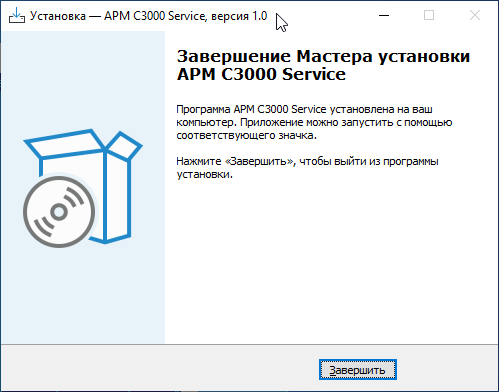 Установка — АРМ С3000 Service, версия 1.0
Завершение Мастера установки
АРМ С3000 Service
Программа АРМ С3000 Service установлена на ваш
компьютер. Приложение можно запустить с помощью
соответствующего значка.
Нажмите «Завершить», чтобы выйти из программы
установки.
Завершить